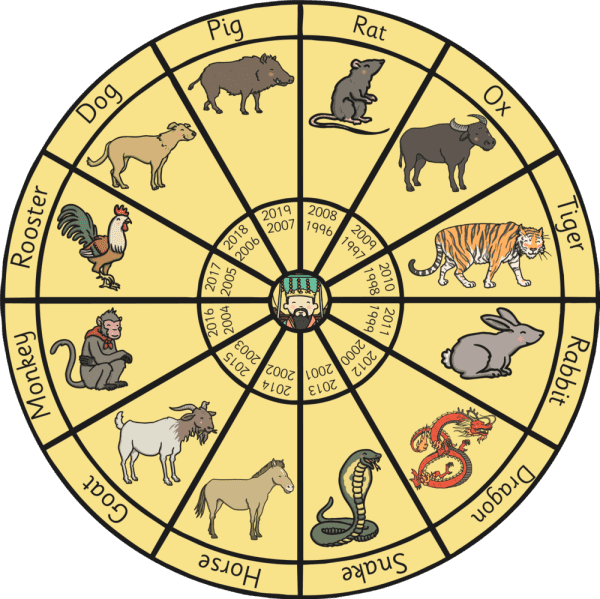 Rat
Ox
Tiger
Rabbit
Dragon
Snake
Horse
Goat
Monkey
Rooster
Dog
Pig
2008
1996
2009
1997
2010
1998
2011
1999
2012
2000
2013
2001
2014
2002
2015
2003
2016
2004
2017
2005
2018
2006
2019
2007